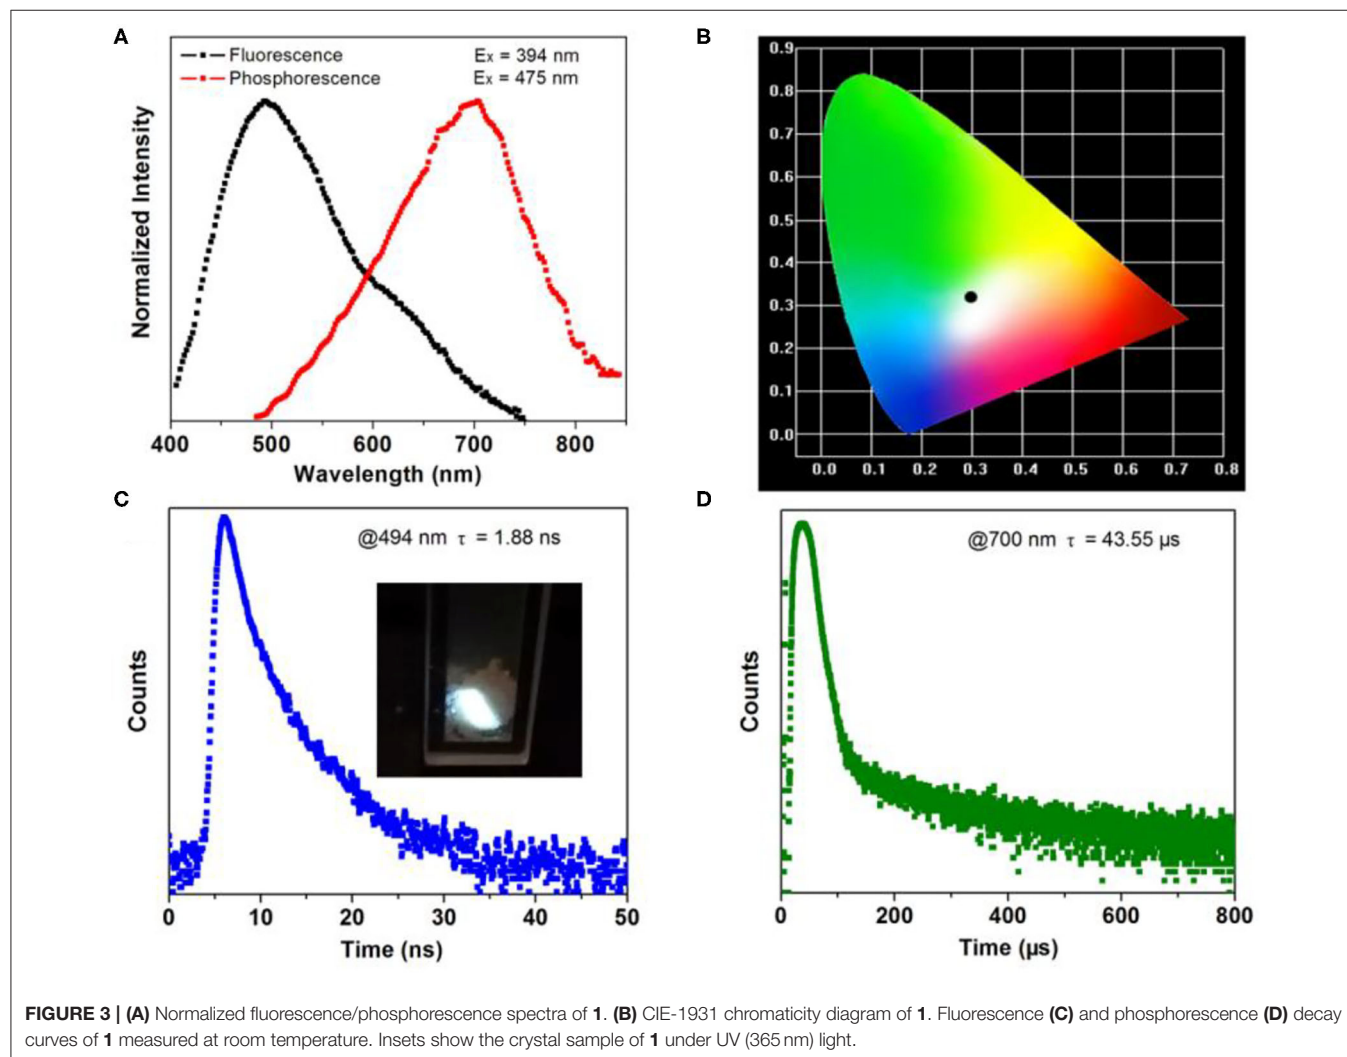 A
Fluorescence Ex = 394 nm
Phosphorescence Ex = 475 nm
Normalized Intensity
400 500 600 700 800
Wavelength (nm)
B
0.9
0.8
0.7
0.6
0.5
0.4
0.3
0.2
0.1
0.0
0.0 0.1 0.2 0.3 0.4 0.5 0.6 0.7 0.8
C
@494 nm τ = 1.88 ns
Counts
0 10 20 30 40 50
Time (ns)
D
@700 nm τ = 43.55 µs
Counts
0 200 400 600 800
Time (µs)
FIGURE 3 | (A) Normalized fluorescence/phosphorescence spectra of 1. (B) CIE-1931 chromaticity diagram of 1. Fluorescence (C) and phosphorescence (D) decay
curves of 1 measured at room temperature. Insets show the crystal sample of 1 under UV (365 nm) light.